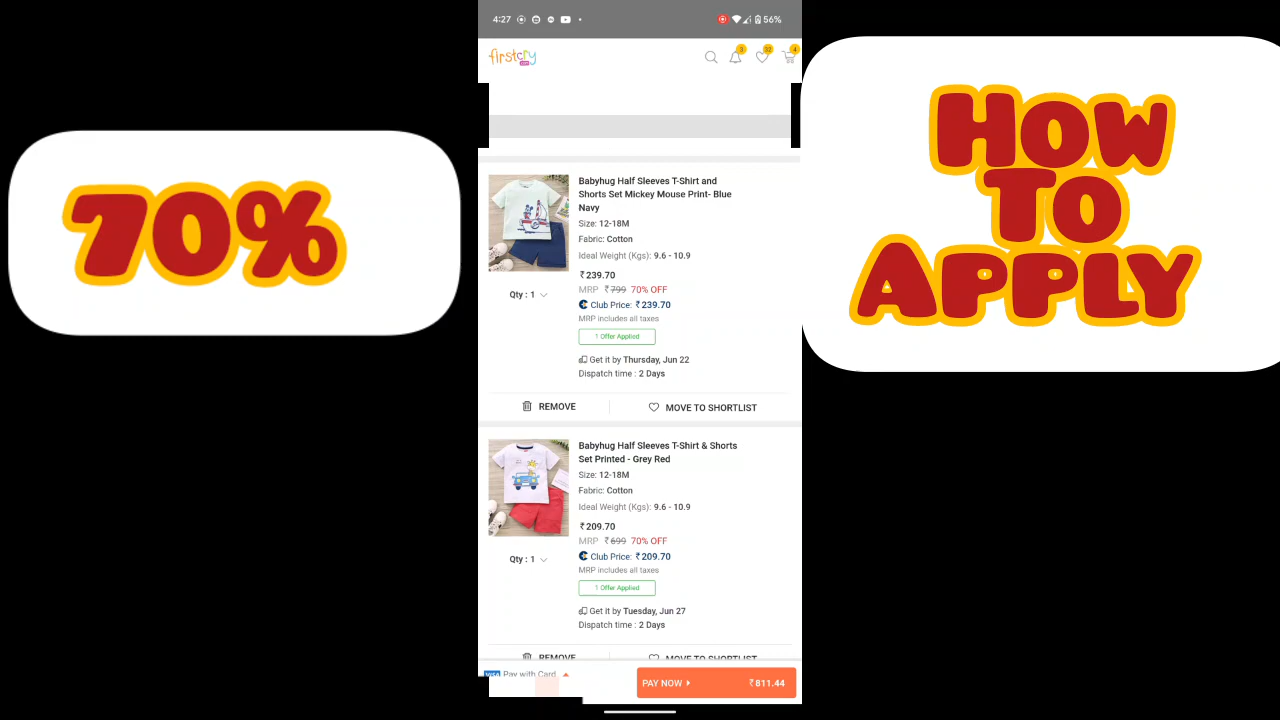 70%
4:27
56%
firstcry
.com
3
32
4
Babyhug Half Sleeves T-Shirt and
Shorts Set Mickey Mouse Print- Blue
Navy
Size: 12-18M
Fabric: Cotton
Ideal Weight (Kgs): 9.6 - 10.9
₹239.70
MRP ₹799 70% OFF
Club Price: ₹239.70
MRP includes all taxes
1 Offer Applied
Qty : 1
Get it by Thursday, Jun 22
Dispatch time : 2 Days
REMOVE
MOVE TO SHORTLIST
Babyhug Half Sleeves T-Shirt & Shorts
Set Printed - Grey Red
Size: 12-18M
Fabric: Cotton
Ideal Weight (Kgs): 9.6 - 10.9
₹209.70
MRP ₹699 70% OFF
Club Price: ₹209.70
MRP includes all taxes
1 Offer Applied
Qty : 1
Get it by Tuesday, Jun 27
Dispatch time : 2 Days
REMOVE
MOVE TO SHORTLIST
VISA Pay with Card
PAY NOW ₹811.44
HOW
TO
APPLY